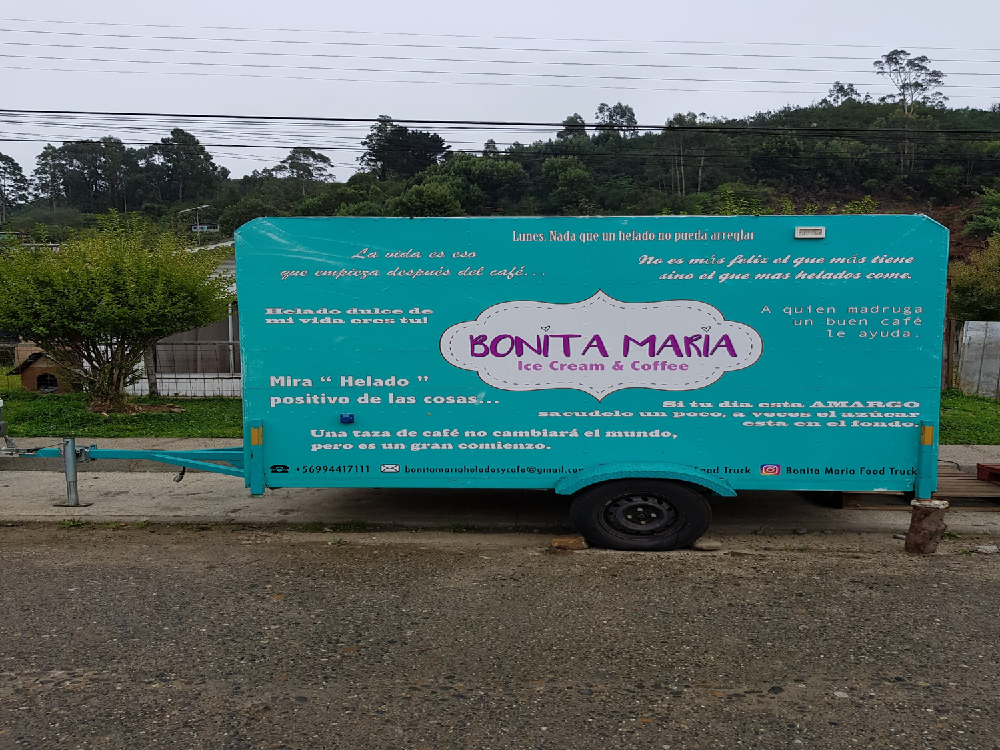 Lunes. Nada que un helado no pueda arreglar
La vida es eso
que empieza después del café...
No es más feliz el que más tiene
sino el que mas helados come.
Helado dulce de
mi vida eres tu!
A quien madruga
un buen café
le ayuda.
BONITA MARIA
Ice Cream & Coffee
Mira “ Helado ”
positivo de las cosas...
Si tu dia esta AMARGO
sacudelo un poco, a veces el azúcar
esta en el fondo.
Una taza de café no cambiará el mundo,
pero es un gran comienzo.
+56994417111 bonitamariaheladosycafe@gmail.com Food Truck Bonita Maria Food Truck